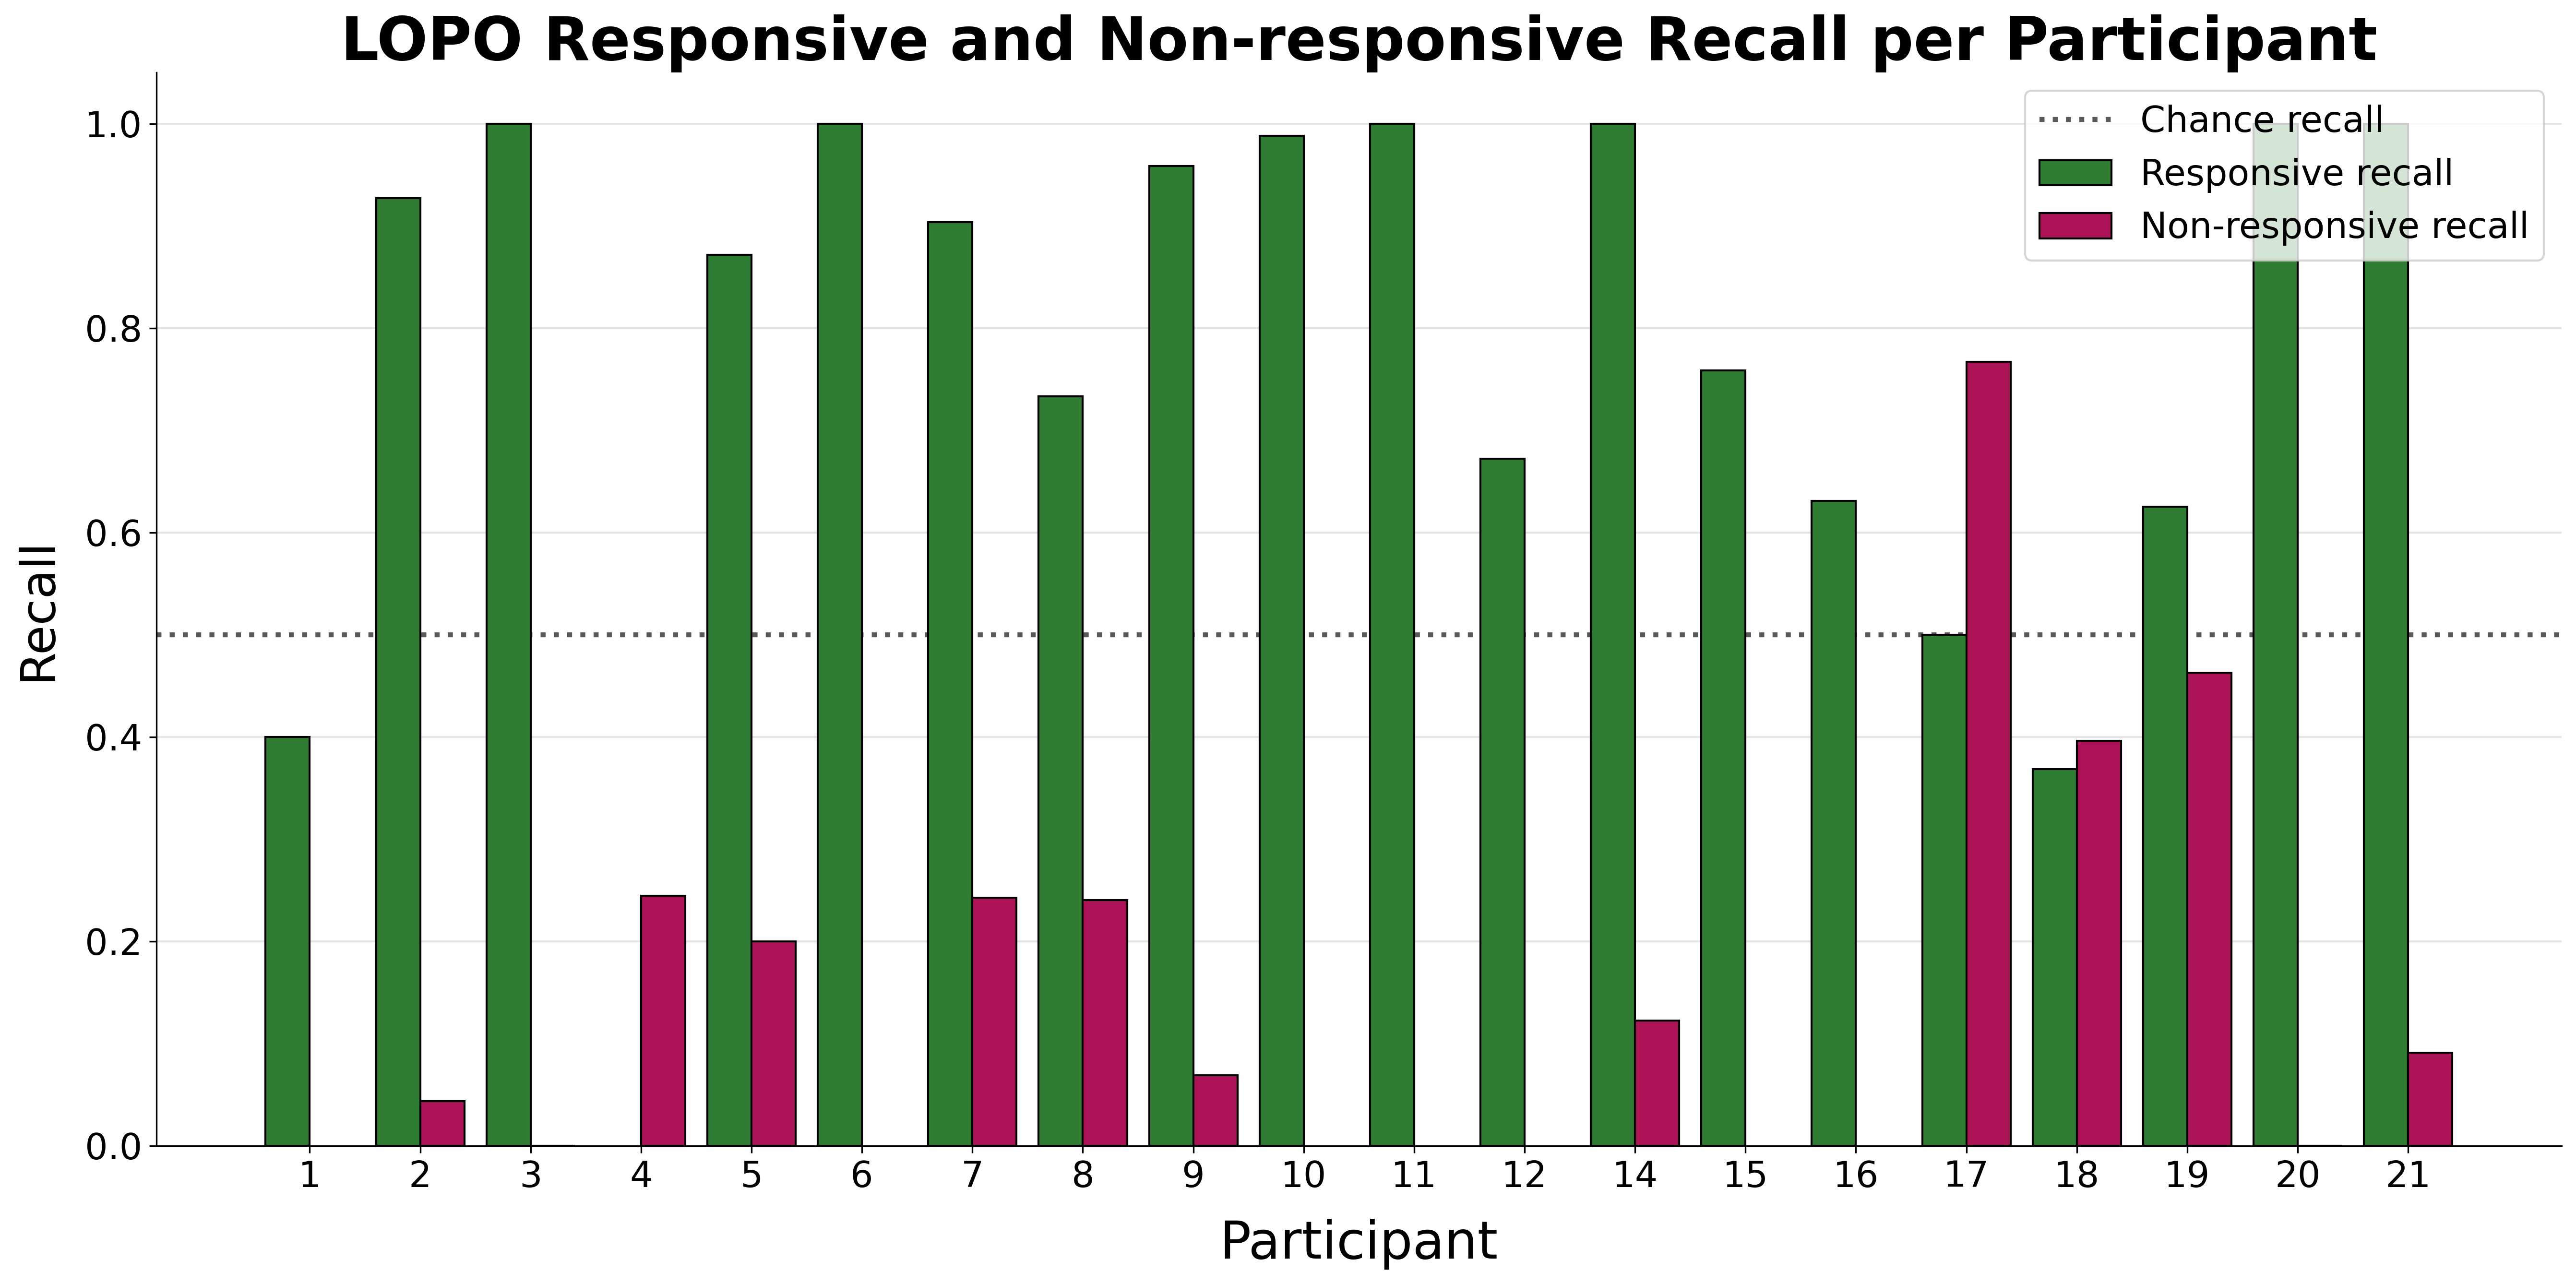 LOPO Responsive and Non-responsive Recall per Participant
Chance recall
Responsive recall
Non-responsive recall
Recall
1.0
0.8
0.6
0.4
0.2
0.0
1 2 3 4 5 6 7 8 9 10 11 12 14 15 16 17 18 19 20 21
Participant